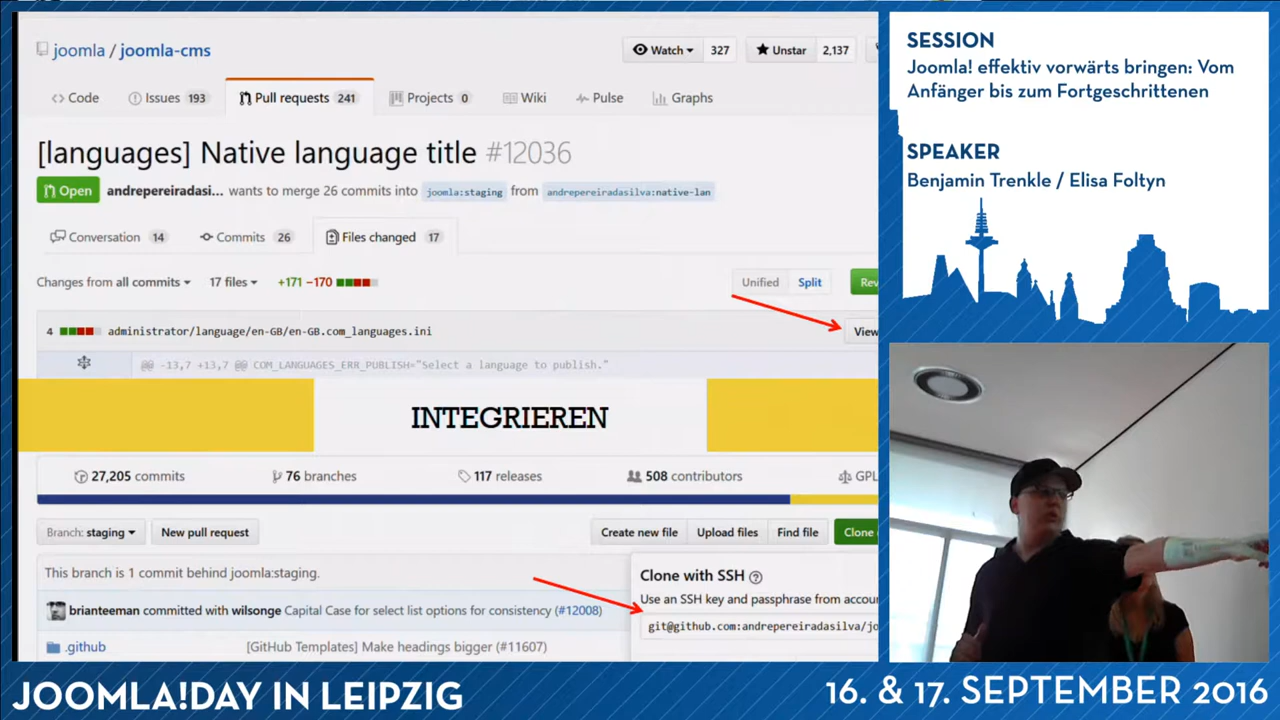 joomla / joomla-cms
Watch 327 Unstar 2,137
Code Issues 193 Pull requests 241 Projects 0 Wiki Pulse Graphs
[languages] Native language title #12036
Open andrepereiradasi... wants to merge 26 commits into joomla:staging from andrepereiradasilva:native-lan
Conversation 14 Commits 26 Files changed 17
Changes from all commits 17 files +171 −170 Unified Split Rev
4 administrator/language/en-GB/en-GB.com_languages.ini View
@@ -13,7 +13,7 @@ COM_LANGUAGES_ERR_PUBLISH="Select a language to publish."
INTEGRIEREN
27,205 commits 76 branches 117 releases 508 contributors GPL
Branch: staging New pull request Create new file Upload files Find file Clone
This branch is 1 commit behind joomla:staging.
Clone with SSH
Use an SSH key and passphrase from accou
brianteeman committed with wilsonge Capital Case for select list options for consistency (#12008)
git@github.com:andrepereiradasilva/jo
.github [GitHub Templates] Make headings bigger (#11607)
SESSION
Joomla! effektiv vorwärts bringen: Vom
Anfänger bis zum Fortgeschrittenen
SPEAKER
Benjamin Trenkle / Elisa Foltyn
JOOMLA!DAY IN LEIPZIG
16. & 17. SEPTEMBER 2016